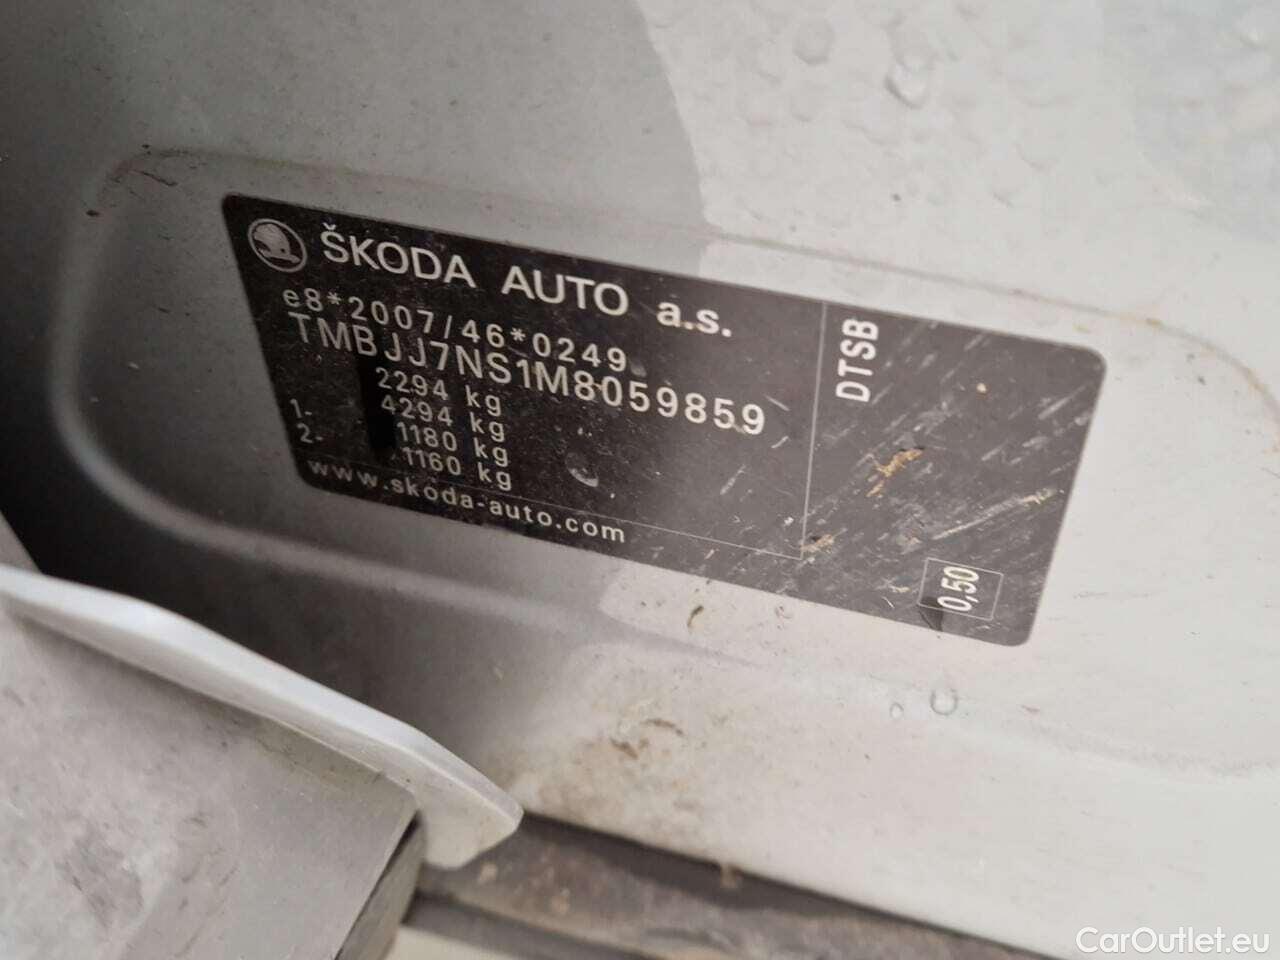 ŠKODA AUTO a.s.
e8*2007/46*0249
TMBJJ7NS1M8059859
2294 kg
4294 kg
1- 1180 kg
2- 1160 kg
www.skoda-auto.com
DTSB
0,50
CarOutlet.eu